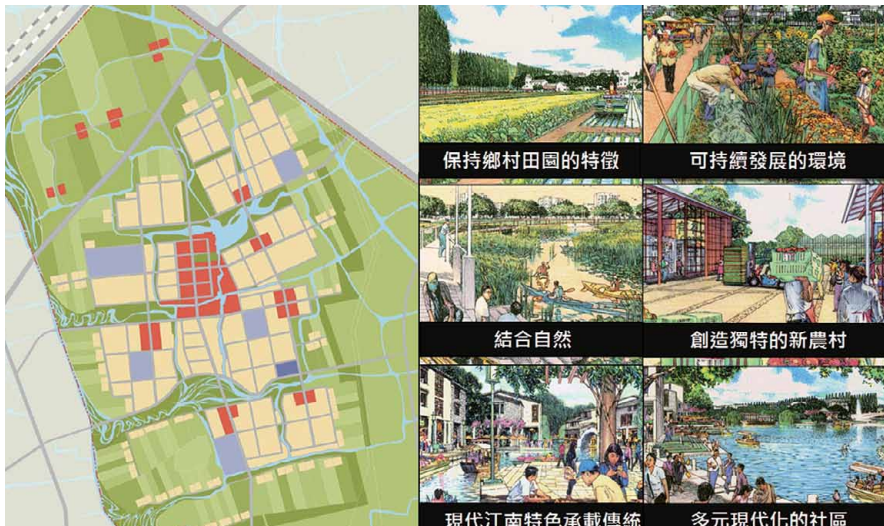 保持鄉村田園的特徵
可持續發展的環境
結合自然
創造獨特的新農村
現代江南特色承載傳統
多元現代化的社區